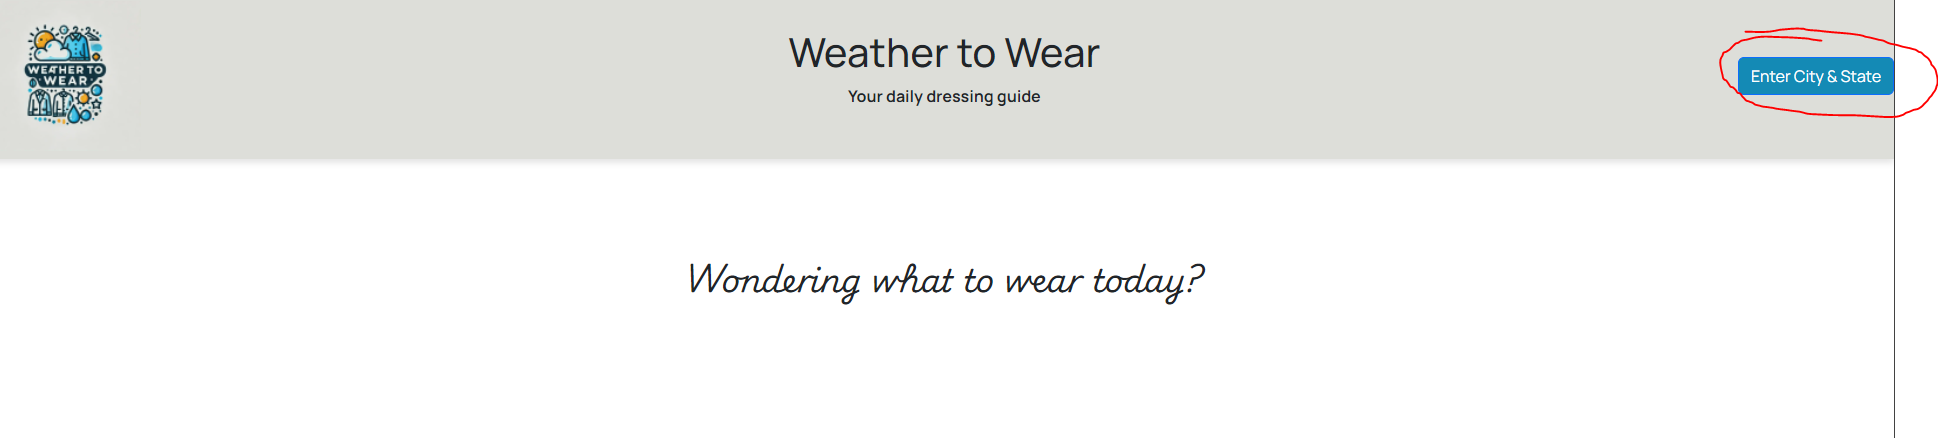 WEATHER TO
WEAR
Weather to Wear
Your daily dressing guide
Enter City & State
Wondering what to wear today?